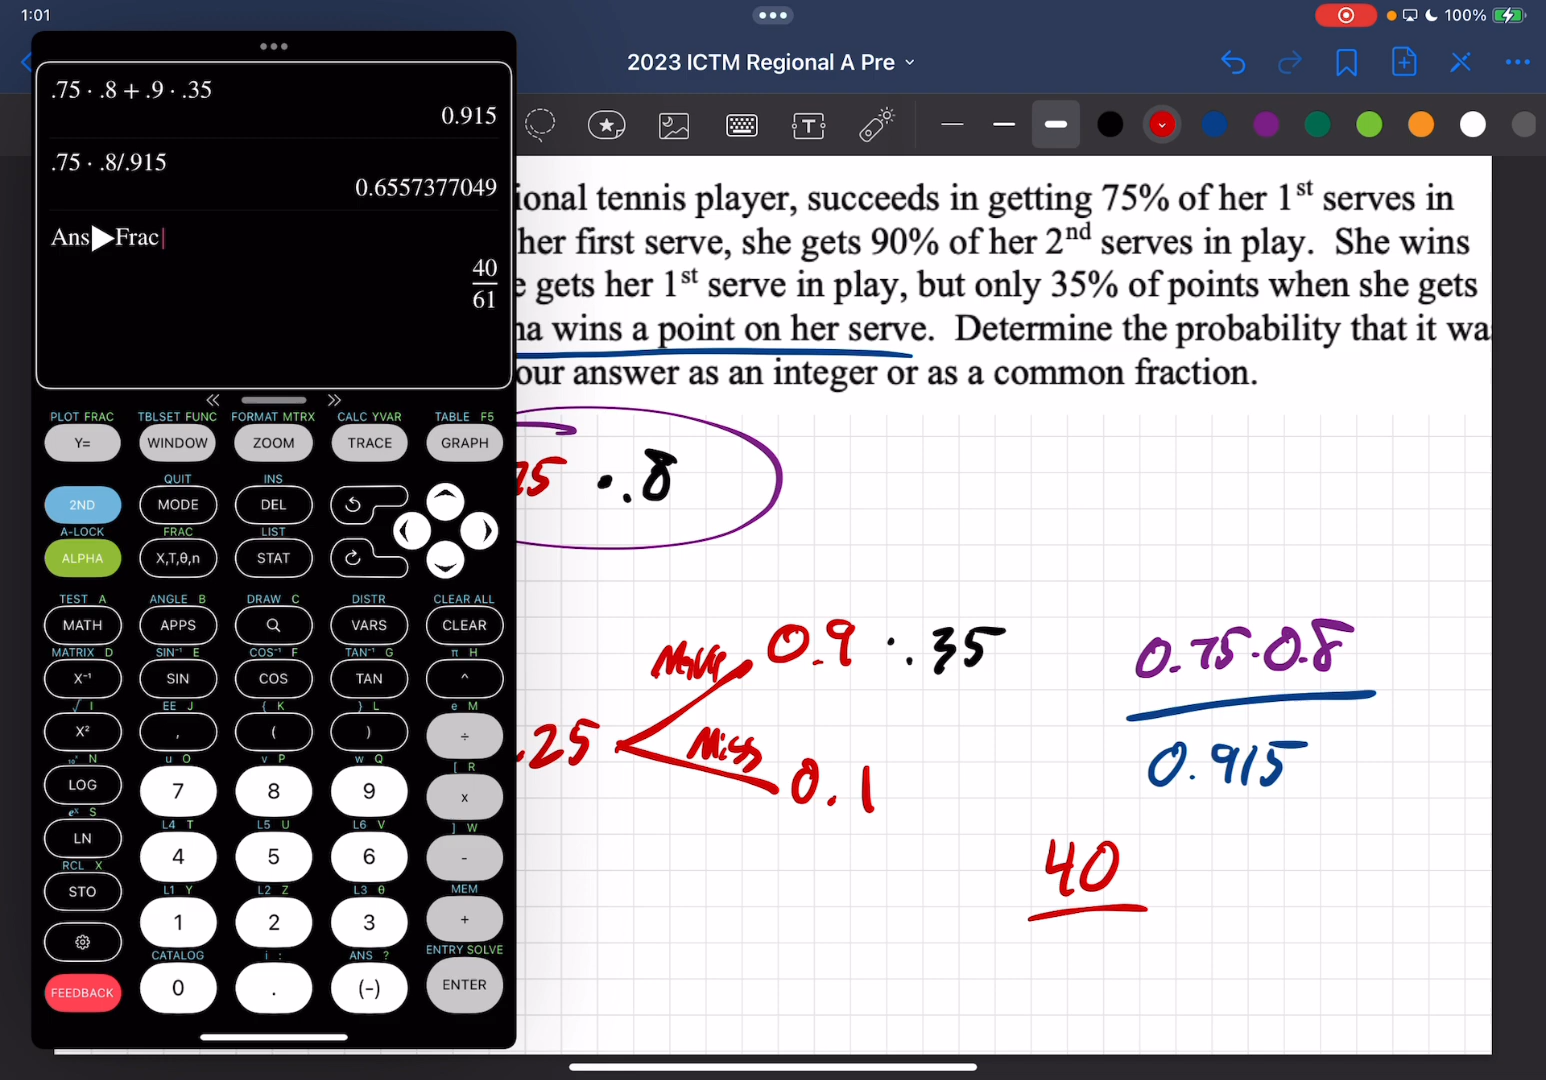 1:01
100%
2023 ICTM Regional A Pre
.75 · .8 + .9 · .35
0.915
.75 · .8/.915
0.6557377049
Ans▶Frac
40
61
ional tennis player, succeeds in getting 75% of her 1st serves in
her first serve, she gets 90% of her 2nd serves in play. She wins
e gets her 1st serve in play, but only 35% of points when she gets
na wins a point on her serve. Determine the probability that it wa
our answer as an integer or as a common fraction.
75 · .8
Make 0.9 · .35
.25
Miss 0.1
0.75·0.8
0.915
40
PLOT FRAC TBLSET FUNC FORMAT MTRX CALC YVAR TABLE F5
Y= WINDOW ZOOM TRACE GRAPH
QUIT INS
2ND MODE DEL
A-LOCK FRAC LIST
ALPHA X,T,θ,n STAT
TEST A ANGLE B DRAW C DISTR CLEAR ALL
MATH APPS VARS CLEAR
MATRIX D SIN⁻¹ E COS⁻¹ F TAN⁻¹ G π H
X⁻¹ SIN COS TAN ^
√ I EE J { K } L e M
X² , ( ) ÷
10ˣ N u O v P w Q [ R
LOG 7 8 9 x
eˣ S L4 T L5 U L6 V ] W
LN 4 5 6 -
RCL X L1 Y L2 Z L3 θ MEM
STO 1 2 3 +
CATALOG i : ANS ? ENTRY SOLVE
FEEDBACK 0 . (-) ENTER